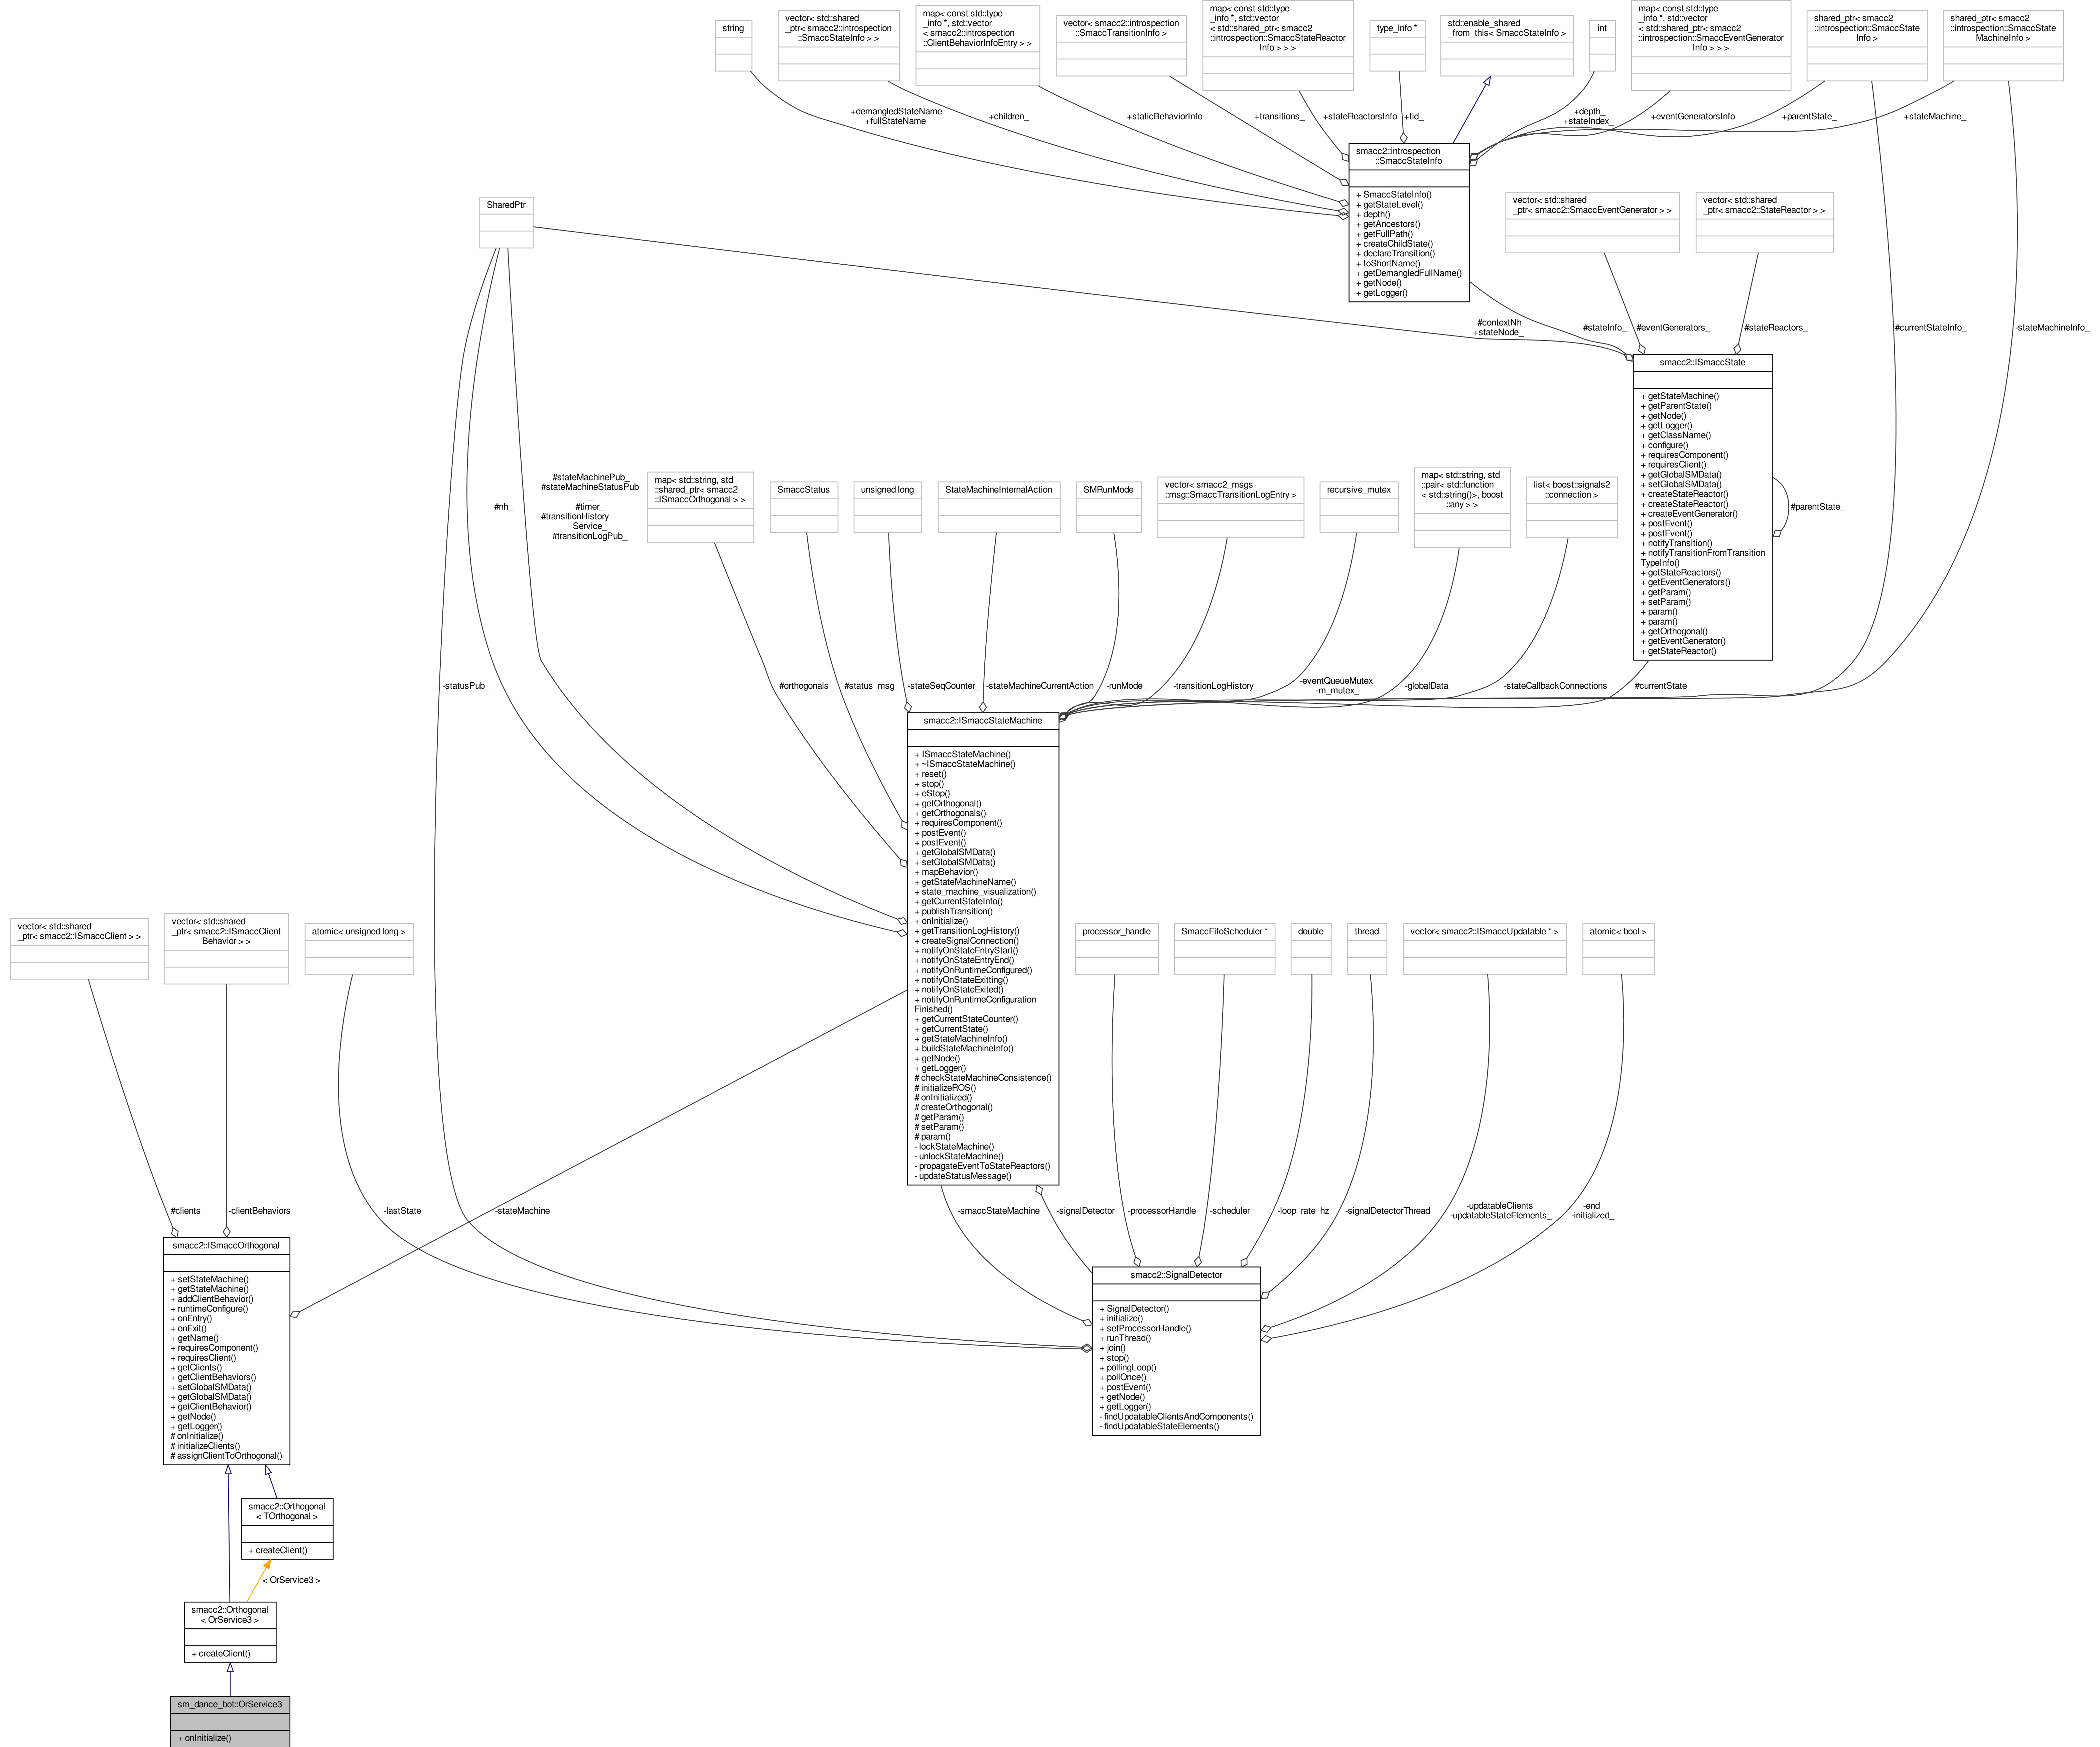 string
vector< std::shared
_ptr< smacc2::introspection
::SmaccStateInfo > >
map< const std::type
_info *, std::vector
< smacc2::introspection
::ClientBehaviorInfoEntry > >
vector< smacc2::introspection
::SmaccTransitionInfo >
map< const std::type
_info *, std::vector
< std::shared_ptr< smacc2
::introspection::SmaccStateReactor
Info > > >
type_info *
std::enable_shared
_from_this< SmaccStateInfo >
int
map< const std::type
_info *, std::vector
< std::shared_ptr< smacc2
::introspection::SmaccEventGenerator
Info > > >
shared_ptr< smacc2
::introspection::SmaccState
Info >
shared_ptr< smacc2
::introspection::SmaccState
MachineInfo >
+demangledStateName
+fullStateName
+children_
+staticBehaviorInfo
+transitions_
+stateReactorsInfo
+tid_
+depth_
+stateIndex_
+eventGeneratorsInfo
+parentState_
+stateMachine_
smacc2::introspection
::SmaccStateInfo
+ SmaccStateInfo()
+ getStateLevel()
+ depth()
+ getAncestors()
+ getFullPath()
+ createChildState()
+ declareTransition()
+ toShortName()
+ getDemangledFullName()
+ getNode()
+ getLogger()
SharedPtr
vector< std::shared
_ptr< smacc2::SmaccEventGenerator > >
vector< std::shared
_ptr< smacc2::StateReactor > >
#contextNh
+stateNode_
#stateInfo_
#eventGenerators_
#stateReactors_
#currentStateInfo_
-stateMachineInfo_
smacc2::ISmaccState
+ getStateMachine()
+ getParentState()
+ getNode()
+ getLogger()
+ getClassName()
+ configure()
+ requiresComponent()
+ requiresClient()
+ getGlobalSMData()
+ setGlobalSMData()
+ createStateReactor()
+ createStateReactor()
+ createEventGenerator()
+ postEvent()
+ postEvent()
+ notifyTransition()
+ notifyTransitionFromTransition
TypeInfo()
+ getStateReactors()
+ getEventGenerators()
+ getParam()
+ setParam()
+ param()
+ param()
+ getOrthogonal()
+ getEventGenerator()
+ getStateReactor()
#parentState_
#nh_
#stateMachinePub_
#stateMachineStatusPub
_
#timer_
#transitionHistory
Service_
#transitionLogPub_
map< std::string, std
::shared_ptr< smacc2
::ISmaccOrthogonal > >
SmaccStatus
unsigned long
StateMachineInternalAction
SMRunMode
vector< smacc2_msgs
::msg::SmaccTransitionLogEntry >
recursive_mutex
map< std::string, std
::pair< std::function
< std::string()>, boost
::any > >
list< boost::signals2
::connection >
-statusPub_
#orthogonals_
#status_msg_
-stateSeqCounter_
-stateMachineCurrentAction
-runMode_
-transitionLogHistory_
-eventQueueMutex_
-m_mutex_
-globalData_
-stateCallbackConnections
#currentState_
smacc2::ISmaccStateMachine
+ ISmaccStateMachine()
+ ~ISmaccStateMachine()
+ reset()
+ stop()
+ eStop()
+ getOrthogonal()
+ getOrthogonals()
+ requiresComponent()
+ postEvent()
+ postEvent()
+ getGlobalSMData()
+ setGlobalSMData()
+ mapBehavior()
+ getStateMachineName()
+ state_machine_visualization()
+ getCurrentStateInfo()
+ publishTransition()
+ onInitialize()
+ getTransitionLogHistory()
+ createSignalConnection()
+ notifyOnStateEntryStart()
+ notifyOnStateEntryEnd()
+ notifyOnRuntimeConfigured()
+ notifyOnStateExitting()
+ notifyOnStateExited()
+ notifyOnRuntimeConfiguration
Finished()
+ getCurrentStateCounter()
+ getCurrentState()
+ getStateMachineInfo()
+ buildStateMachineInfo()
+ getNode()
+ getLogger()
# checkStateMachineConsistence()
# initializeROS()
# onInitialized()
# createOrthogonal()
# getParam()
# setParam()
# param()
- lockStateMachine()
- unlockStateMachine()
- propagateEventToStateReactors()
- updateStatusMessage()
vector< std::shared
_ptr< smacc2::ISmaccClient > >
vector< std::shared
_ptr< smacc2::ISmaccClient
Behavior > >
atomic< unsigned long >
processor_handle
SmaccFifoScheduler *
double
thread
vector< smacc2::ISmaccUpdatable * >
atomic< bool >
#clients_
-clientBehaviors_
-lastState_
-stateMachine_
-smaccStateMachine_
-signalDetector_
-processorHandle_
-scheduler_
-loop_rate_hz
-signalDetectorThread_
-updatableClients_
-updatableStateElements_
-end_
-initialized_
smacc2::ISmaccOrthogonal
+ setStateMachine()
+ getStateMachine()
+ addClientBehavior()
+ runtimeConfigure()
+ onEntry()
+ onExit()
+ getName()
+ requiresComponent()
+ requiresClient()
+ getClients()
+ getClientBehaviors()
+ setGlobalSMData()
+ getGlobalSMData()
+ getClientBehavior()
+ getNode()
+ getLogger()
# onInitialize()
# initializeClients()
# assignClientToOrthogonal()
smacc2::SignalDetector
+ SignalDetector()
+ initialize()
+ setProcessorHandle()
+ runThread()
+ join()
+ stop()
+ pollingLoop()
+ pollOnce()
+ postEvent()
+ getNode()
+ getLogger()
- findUpdatableClientsAndComponents()
- findUpdatableStateElements()
smacc2::Orthogonal
< TOrthogonal >
+ createClient()
< OrService3 >
smacc2::Orthogonal
< OrService3 >
+ createClient()
sm_dance_bot::OrService3
+ onInitialize()